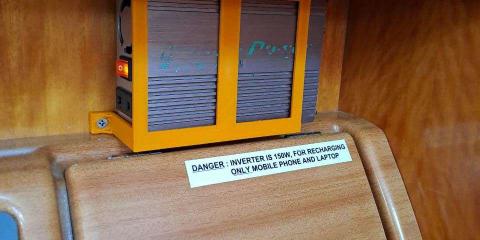 DANGER : INVERTER IS 150W, FOR RECHARGING
ONLY MOBILE PHONE AND LAPTOP